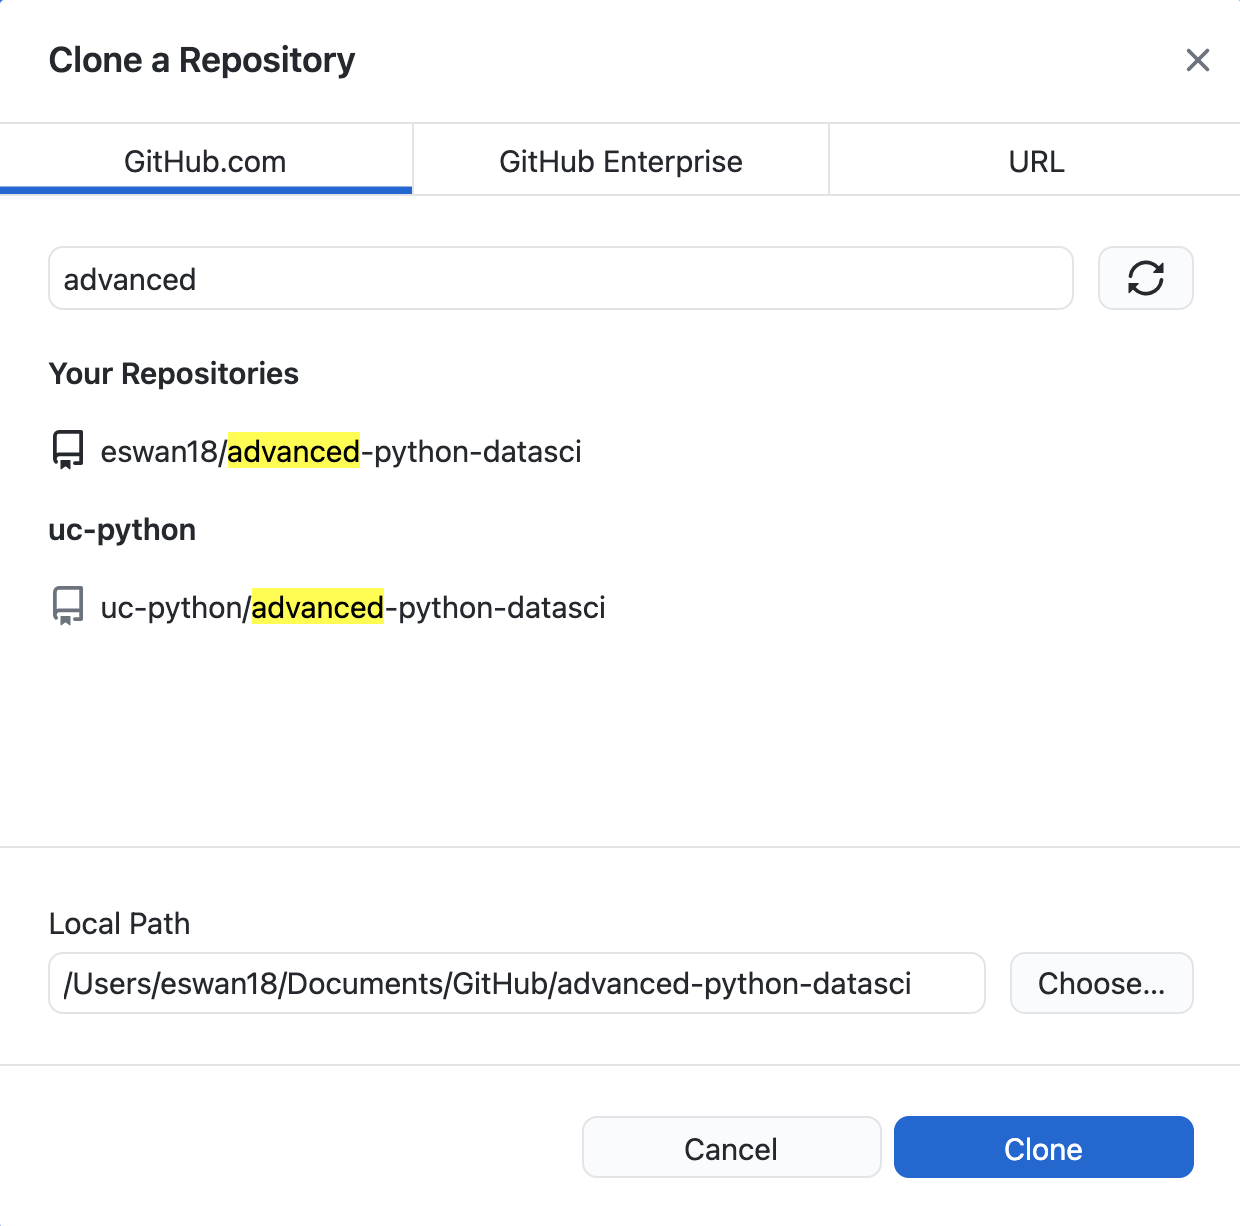 Clone a Repository
GitHub.com
GitHub Enterprise
URL
advanced
Your Repositories
eswan18/advanced-python-datasci
uc-python
uc-python/advanced-python-datasci
Local Path
/Users/eswan18/Documents/GitHub/advanced-python-datasci
Choose...
Cancel
Clone